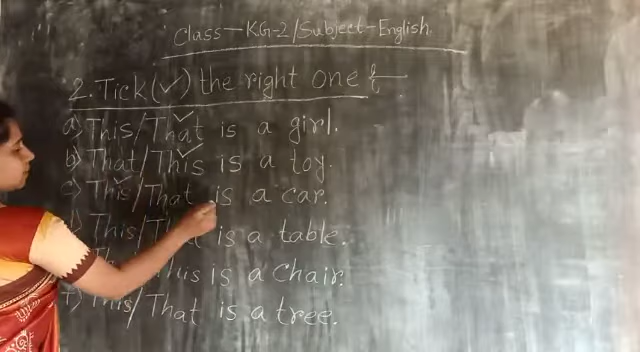 Class—KG-2/Subject-English.
2. Tick(✓) the right one :—
a) This/That ✓ is a girl.
b) That/This ✓ is a toy.
c) This ✓/That is a car.
d) This/ is a table.
This is a Chair.
f) This/That is a tree.